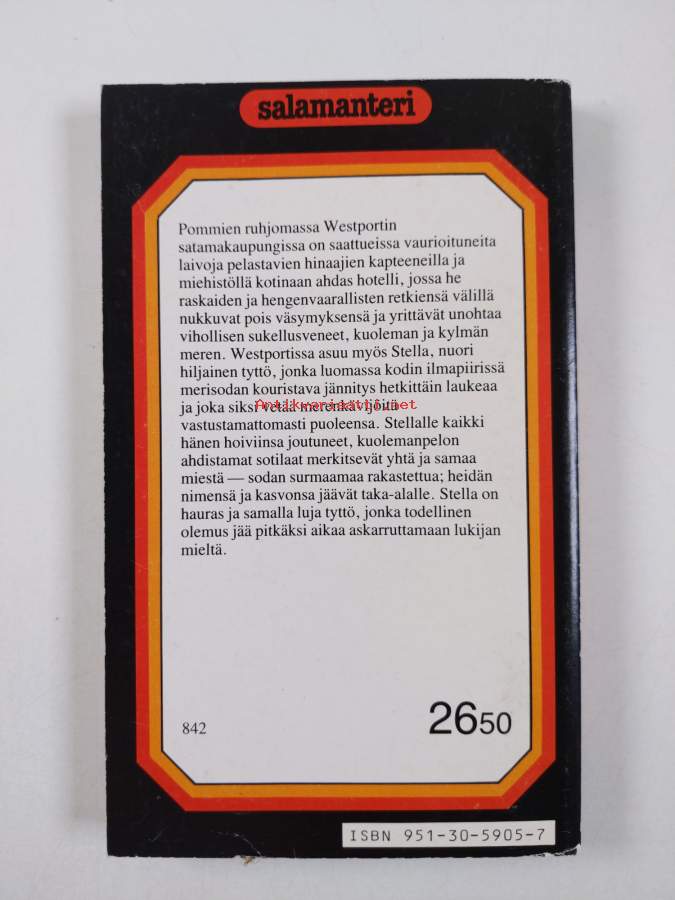 salamanteri
Pommien ruhjomassa Westportin
satamakaupungissa on saattueissa vaurioituneita
laivoja pelastavien hinaajien kapteeneilla ja
miehistöllä kotinaan ahdas hotelli, jossa he
raskaiden ja hengenvaarallisten retkiensä välillä
nukkuvat pois väsymyksensä ja yrittävät unohtaa
vihollisen sukellusveneet, kuoleman ja kylmän
meren. Westportissa asuu myös Stella, nuori
hiljainen tyttö, jonka luomassa kodin ilmapiirissä
merisodan kouristava jännitys hetkittäin laukeaa
ja joka siksi vetää merenkävijöitä
vastustamattomasti puoleensa. Stellalle kaikki
hänen hoiviinsa joutuneet, kuolemanpelon
ahdistamat sotilaat merkitsevät yhtä ja samaa
miestä — sodan surmaamaa rakastettua; heidän
nimensä ja kasvonsa jäävät taka-alalle. Stella on
hauras ja samalla luja tyttö, jonka todellinen
olemus jää pitkäksi aikaa askarruttamaan lukijan
mieltä.
842
2650
ISBN 951-30-5905-7